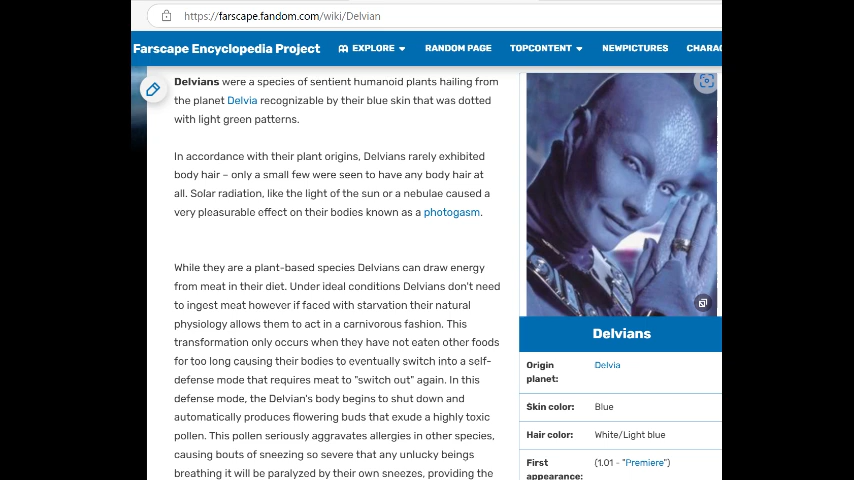 https://farscape.fandom.com/wiki/Delvian
Farscape Encyclopedia Project EXPLORE RANDOM PAGE TOPCONTENT NEWPICTURES CHARAC
Delvians were a species of sentient humanoid plants hailing from
the planet Delvia recognizable by their blue skin that was dotted
with light green patterns.
In accordance with their plant origins, Delvians rarely exhibited
body hair – only a small few were seen to have any body hair at
all. Solar radiation, like the light of the sun or a nebulae caused a
very pleasurable effect on their bodies known as a photogasm.
While they are a plant-based species Delvians can draw energy
from meat in their diet. Under ideal conditions Delvians don't need
to ingest meat however if faced with starvation their natural
physiology allows them to act in a carnivorous fashion. This
transformation only occurs when they have not eaten other foods
for too long causing their bodies to eventually switch into a self-
defense mode that requires meat to "switch out" again. In this
defense mode, the Delvian's body begins to shut down and
automatically produces flowering buds that exude a highly toxic
pollen. This pollen seriously aggravates allergies in other species,
causing bouts of sneezing so severe that any unlucky beings
breathing it will be paralyzed by their own sneezes, providing the
Delvians
Origin planet: Delvia
Skin color: Blue
Hair color: White/Light blue
First appearance: (1.01 - "Premiere")